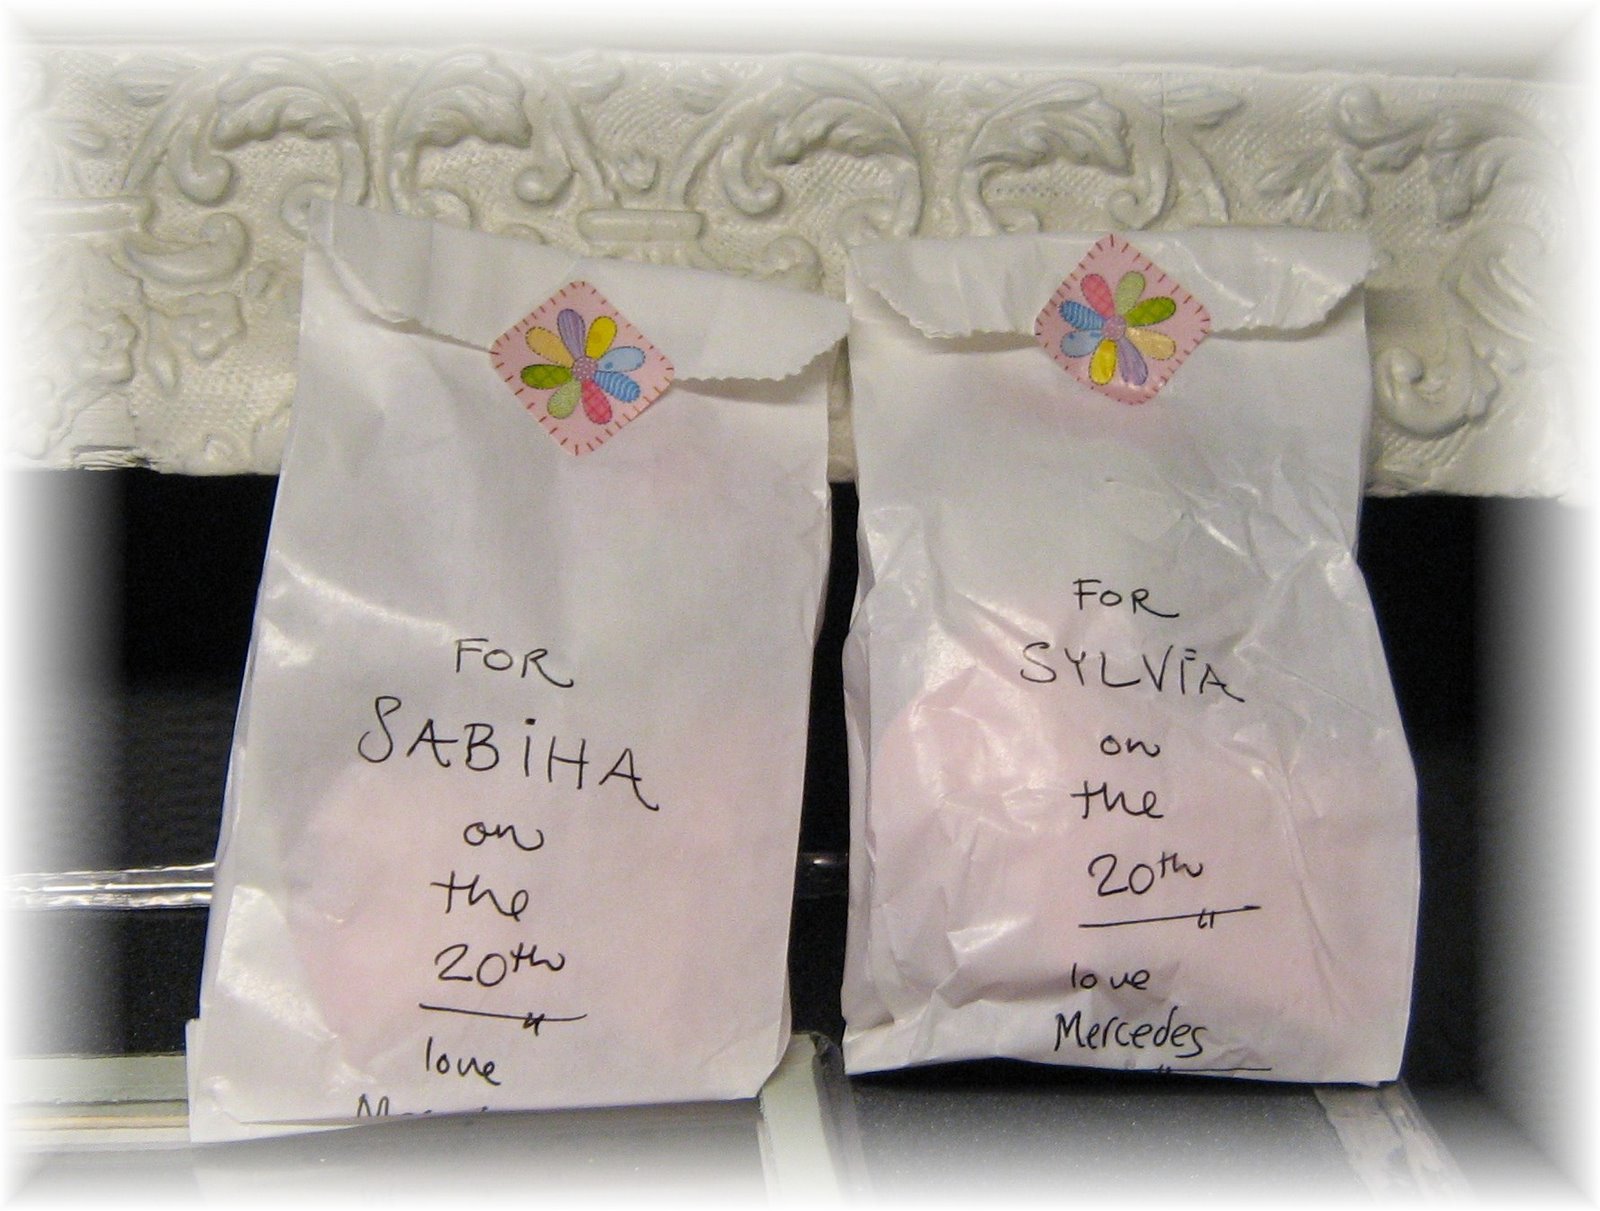 FOR
SABiHA
on
the
20th
love
FOR
SYLViA
on
the
20th
love
Mercedes